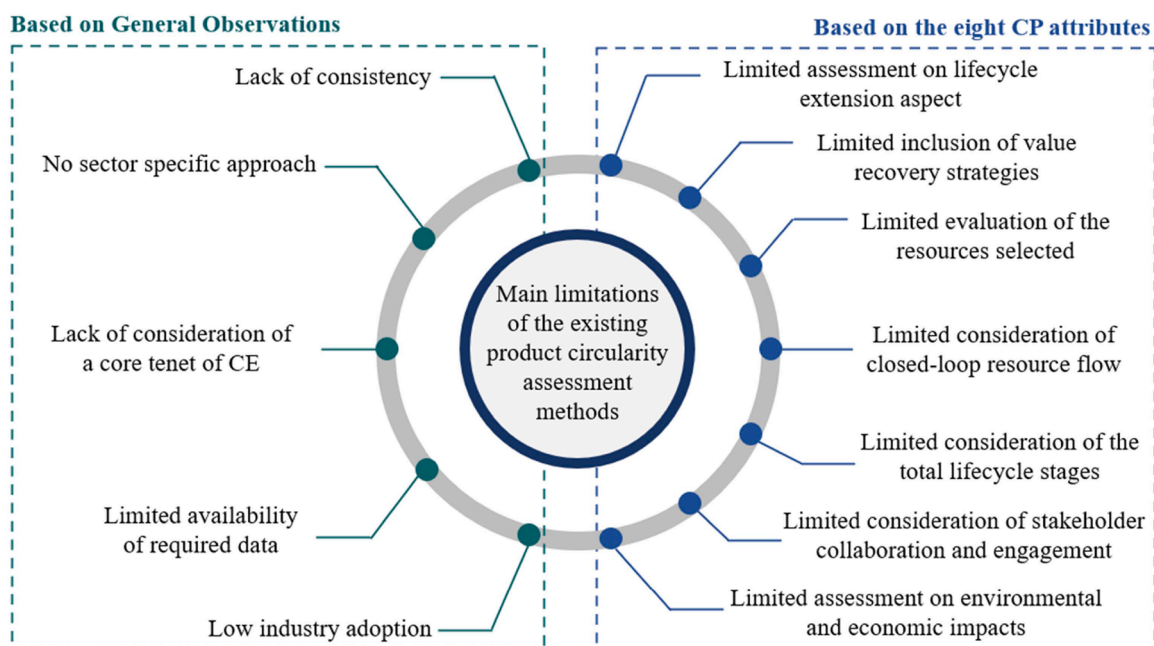 Based on General Observations
Lack of consistency
No sector specific approach
Lack of consideration of
a core tenet of CE
Limited availability
of required data
Low industry adoption
Main limitations
of the existing
product circularity
assessment
methods
Based on the eight CP attributes
Limited assessment on lifecycle
extension aspect
Limited inclusion of value
recovery strategies
Limited evaluation of the
resources selected
Limited consideration of
closed-loop resource flow
Limited consideration of the
total lifecycle stages
Limited consideration of stakeholder
collaboration and engagement
Limited assessment on environmental
and economic impacts